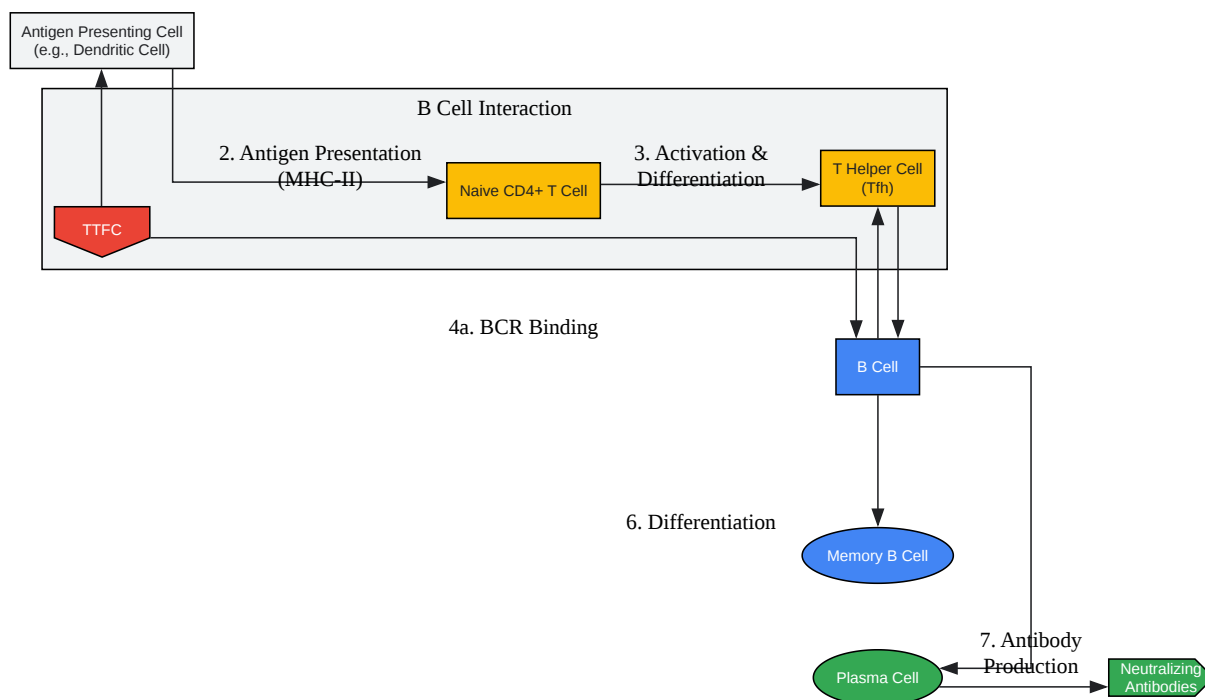 Antigen Presenting Cell
(e.g., Dendritic Cell)
B Cell Interaction
2. Antigen Presentation
(MHC-II)
3. Activation &
Differentiation
Naive CD4+ T Cell
T Helper Cell
(Tfh)
TTFC
4a. BCR Binding
B Cell
6. Differentiation
Memory B Cell
7. Antibody
Production
Plasma Cell
Neutralizing
Antibodies